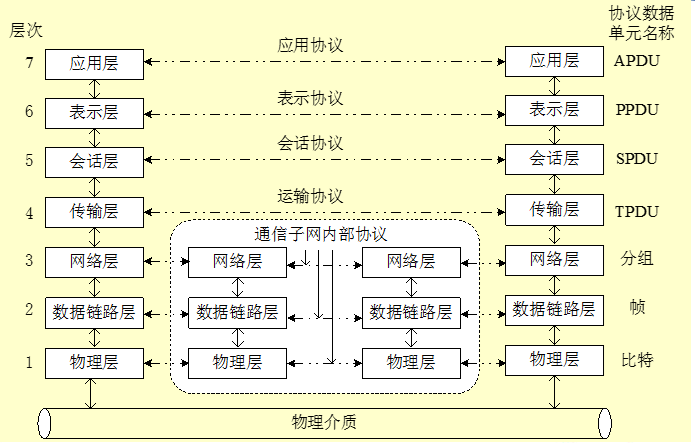 协议数据
单元名称
层次
7 应用层 应用协议 应用层 APDU
6 表示层 表示协议 表示层 PPDU
5 会话层 会话协议 会话层 SPDU
4 传输层 运输协议 传输层 TPDU
通信子网内部协议
3 网络层 网络层 网络层 网络层 分组
2 数据链路层 数据链路层 数据链路层 数据链路层 帧
1 物理层 物理层 物理层 物理层 比特
物理介质